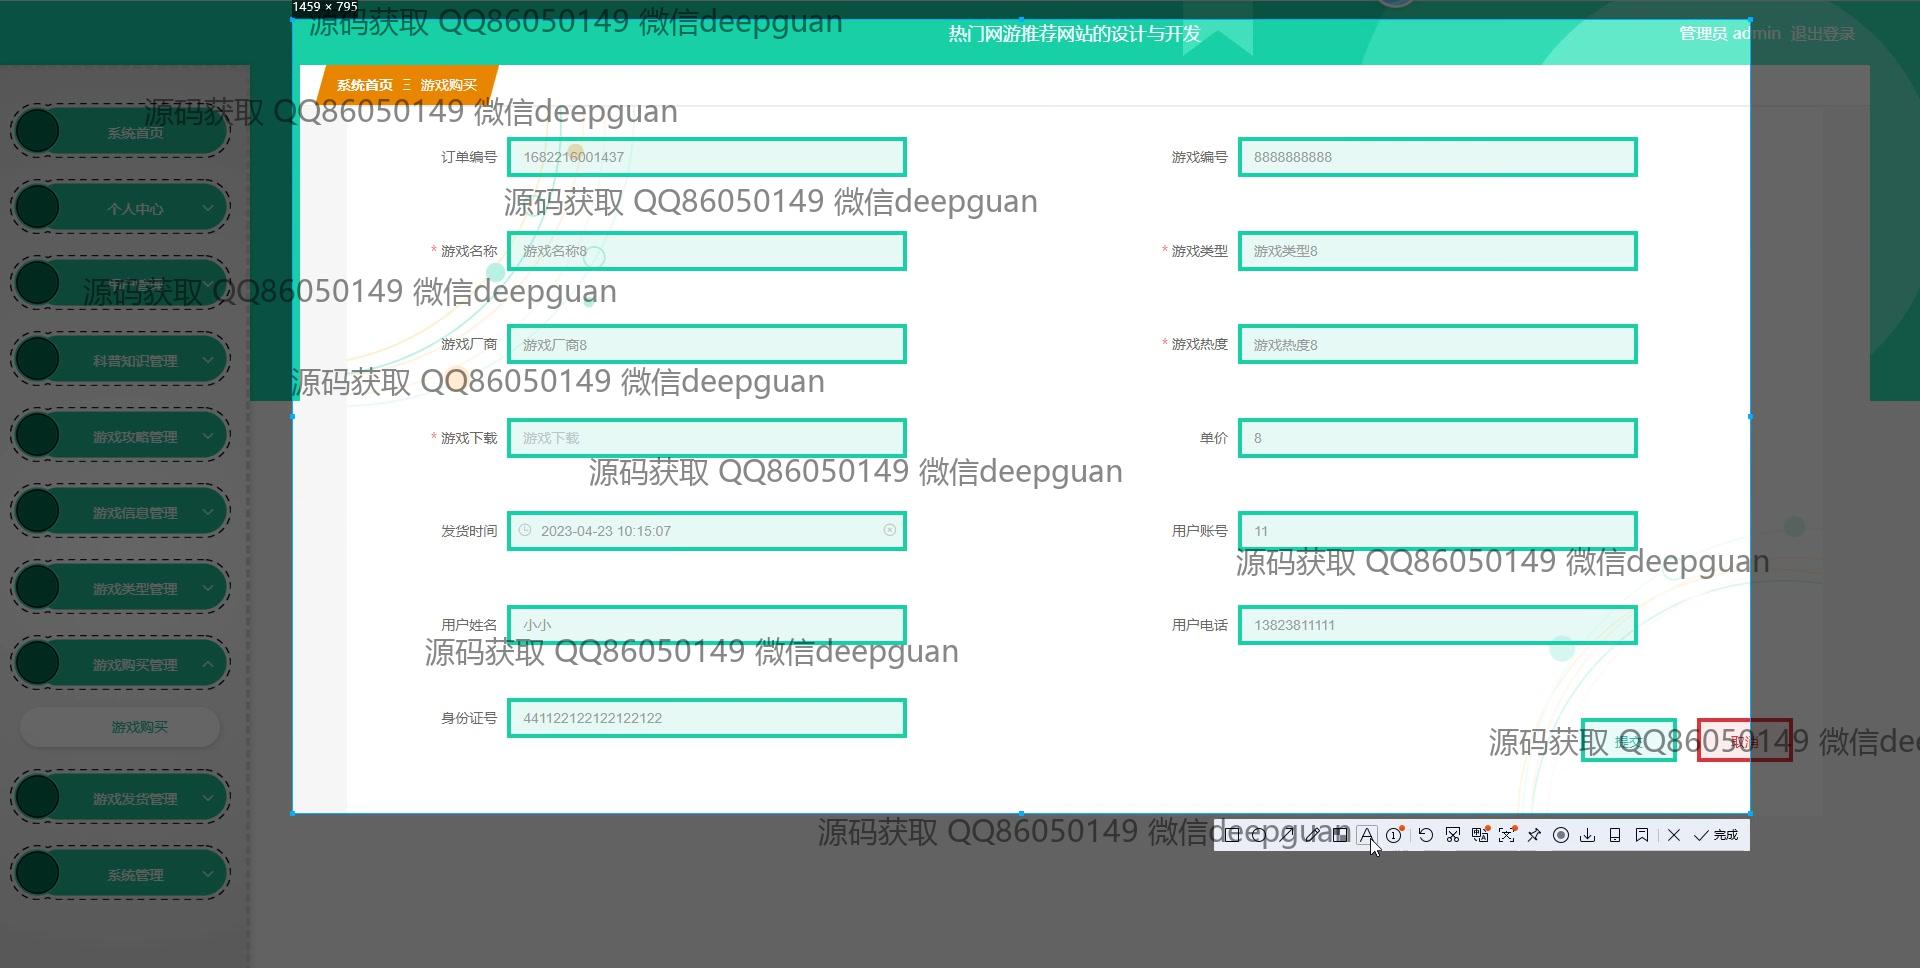 1459 × 795
源码获取 QQ86050149 微信deepguan
热门网游推荐网站的设计与开发
管理员 admin 退出登录
系统首页 Ξ 游戏购买
源码获取 QQ86050149 微信deepguan
系统首页
订单编号 1682216001437
游戏编号 8888888888
源码获取 QQ86050149 微信deepguan
个人中心
* 游戏名称 游戏名称8
* 游戏类型 游戏类型8
源码获取 QQ86050149 微信deepguan
游戏厂商 游戏厂商8
* 游戏热度 游戏热度8
科普知识管理
源码获取 QQ86050149 微信deepguan
游戏攻略管理
* 游戏下载 游戏下载
单价 8
源码获取 QQ86050149 微信deepguan
游戏信息管理
发货时间 2023-04-23 10:15:07
用户账号 11
源码获取 QQ86050149 微信deepguan
游戏类型管理
用户姓名 小小
用户电话 13823811111
源码获取 QQ86050149 微信deepguan
游戏购买管理
游戏购买
身份证号 441122122122122122
提交
取消
源码获取 QQ86050149 微信dee
游戏发货管理
源码获取 QQ86050149 微信deepguan
完成
系统管理